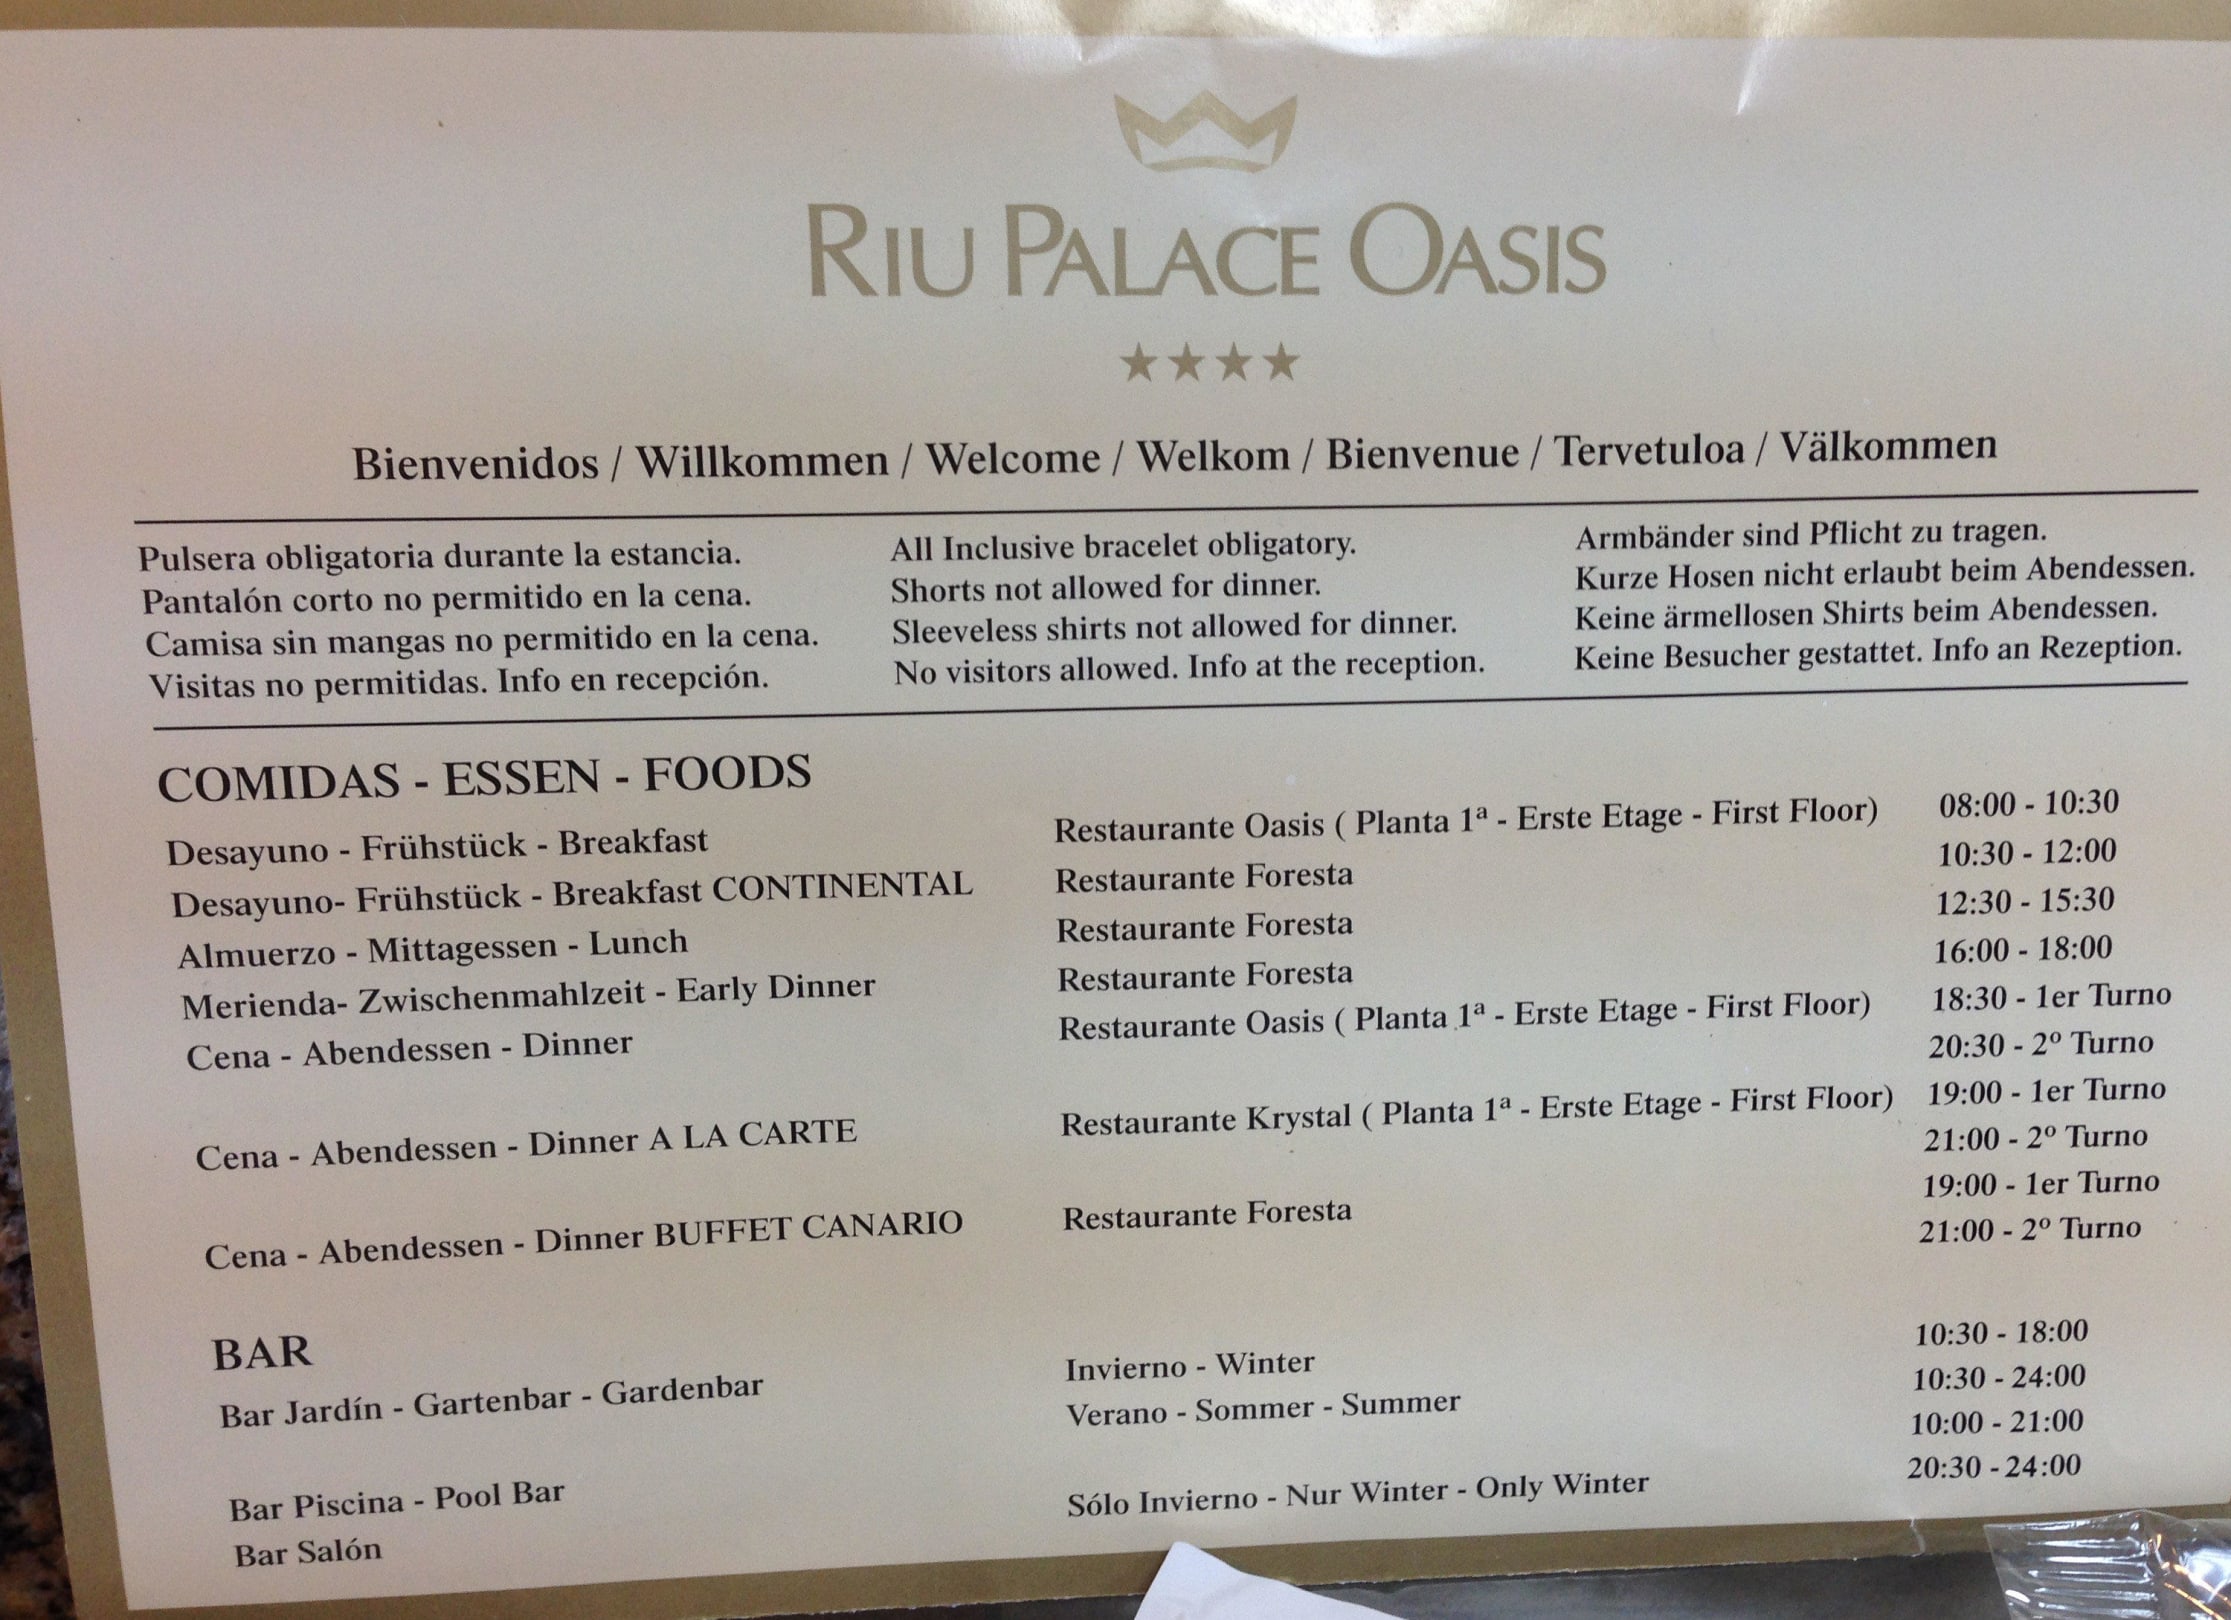 RIU PALACE OASIS
Bienvenidos / Willkommen / Welcome / Welkom / Bienvenue / Tervetuloa / Välkommen
Pulsera obligatoria durante la estancia.
Pantalón corto no permitido en la cena.
Camisa sin mangas no permitido en la cena.
Visitas no permitidas. Info en recepción.
All Inclusive bracelet obligatory.
Shorts not allowed for dinner.
Sleeveless shirts not allowed for dinner.
No visitors allowed. Info at the reception.
Armbänder sind Pflicht zu tragen.
Kurze Hosen nicht erlaubt beim Abendessen.
Keine ärmellosen Shirts beim Abendessen.
Keine Besucher gestattet. Info an Rezeption.
COMIDAS - ESSEN - FOODS
Desayuno - Frühstück - Breakfast Restaurante Oasis ( Planta 1ª - Erste Etage - First Floor) 08:00 - 10:30
Desayuno- Frühstück - Breakfast CONTINENTAL Restaurante Foresta 10:30 - 12:00
Almuerzo - Mittagessen - Lunch Restaurante Foresta 12:30 - 15:30
Merienda- Zwischenmahlzeit - Early Dinner Restaurante Foresta 16:00 - 18:00
Cena - Abendessen - Dinner Restaurante Oasis ( Planta 1ª - Erste Etage - First Floor) 18:30 - 1er Turno
20:30 - 2º Turno
Cena - Abendessen - Dinner A LA CARTE Restaurante Krystal ( Planta 1ª - Erste Etage - First Floor) 19:00 - 1er Turno
21:00 - 2º Turno
Cena - Abendessen - Dinner BUFFET CANARIO Restaurante Foresta 19:00 - 1er Turno
21:00 - 2º Turno
BAR
Bar Jardín - Gartenbar - Gardenbar Invierno - Winter 10:30 - 18:00
Verano - Sommer - Summer 10:30 - 24:00
Bar Piscina - Pool Bar 10:00 - 21:00
Bar Salón Sólo Invierno - Nur Winter - Only Winter 20:30 - 24:00